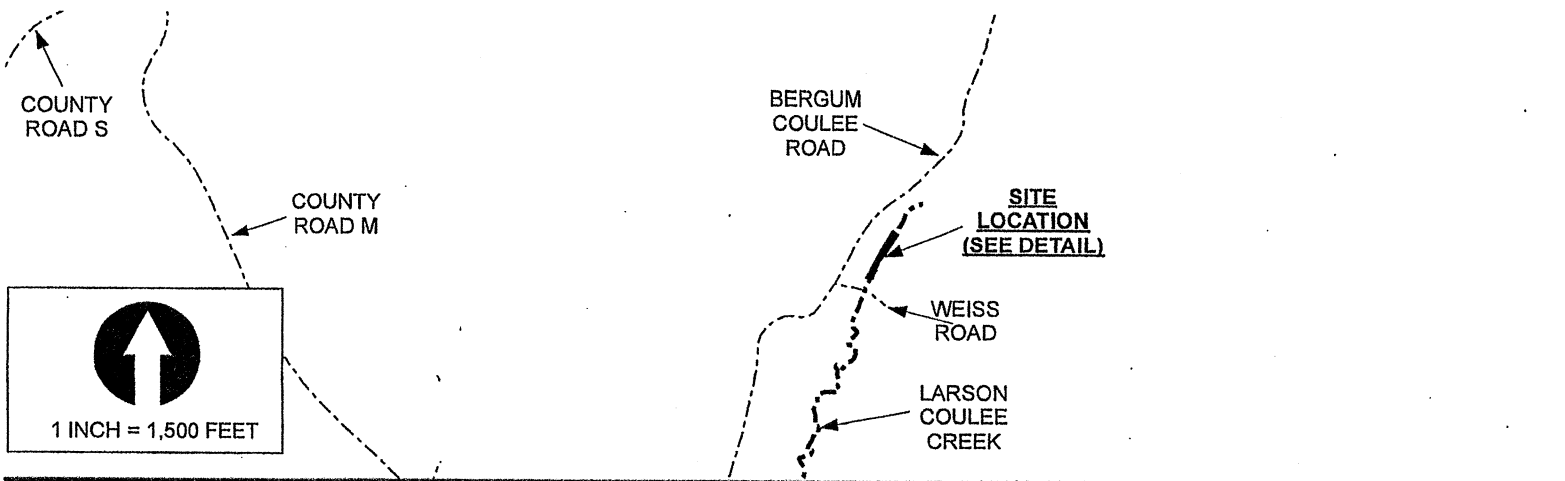 COUNTY
ROAD S
COUNTY
ROAD M
BERGUM
COULEE
ROAD
SITE
LOCATION
(SEE DETAIL)
WEISS
ROAD
LARSON
COULEE
CREEK
1 INCH = 1,500 FEET